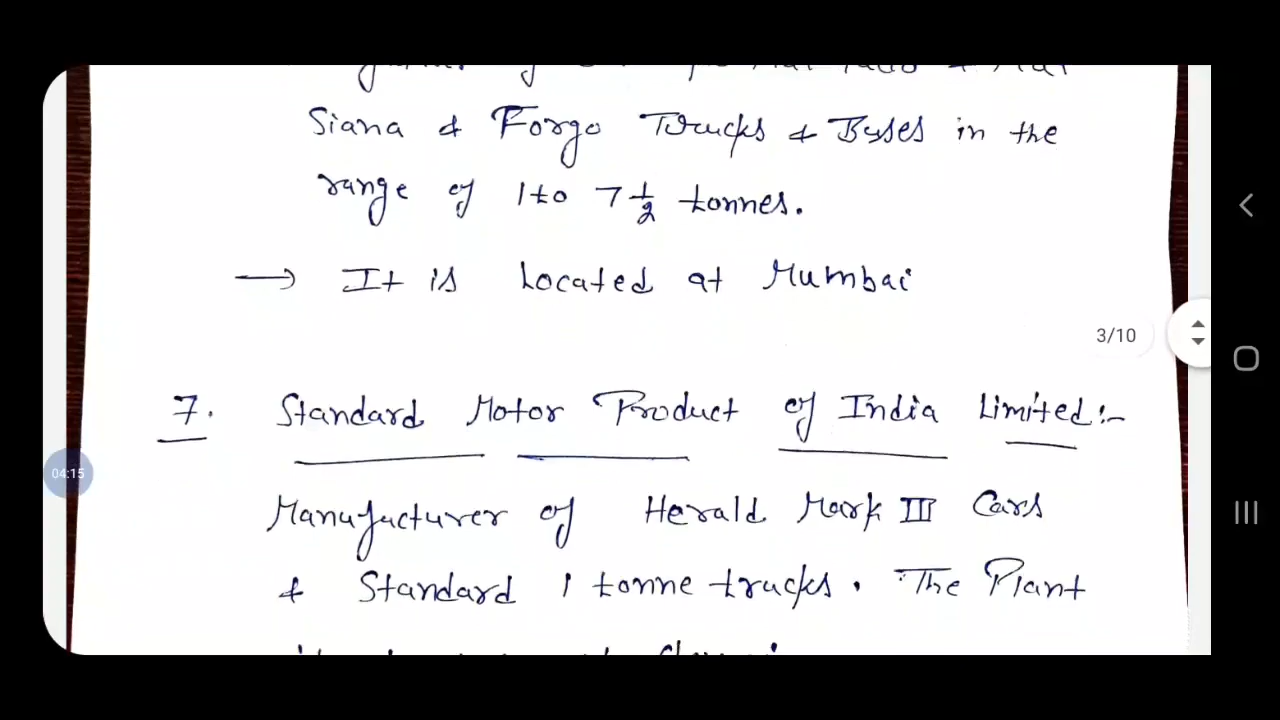 Siana & Forgo Trucks & Buses in the
range of 1 to 7 1/2 tonnes.
→ It is Located at Mumbai
3/10
7. Standard Motor Product of India Limited:-
04:15
Manufacturer of Herald Mark III Cars
& Standard 1 tonne trucks. The Plant